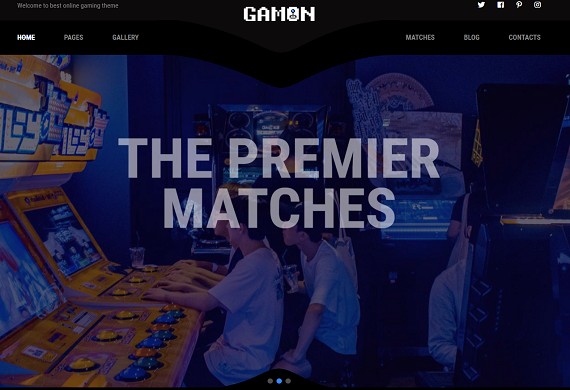 Welcome to best online gaming theme
GAMON
HOME
PAGES
GALLERY
MATCHES
BLOG
CONTACTS
THE PREMIER
MATCHES